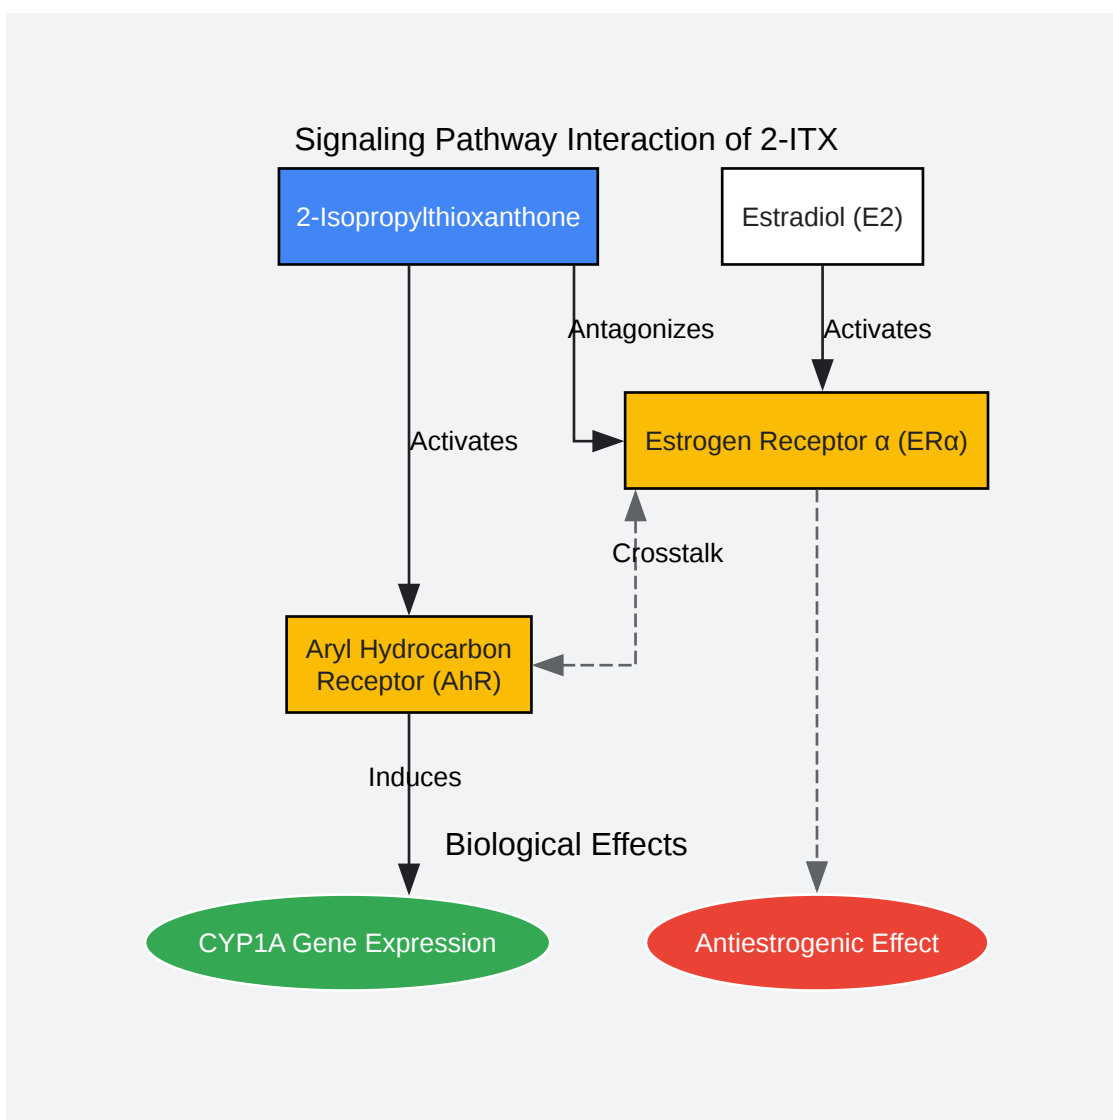 Signaling Pathway Interaction of 2-ITX
2-Isopropylthioxanthone
Estradiol (E2)
Antagonizes
Activates
Activates
Estrogen Receptor α (ERα)
Crosstalk
Aryl Hydrocarbon
Receptor (AhR)
Induces
Biological Effects
CYP1A Gene Expression
Antiestrogenic Effect